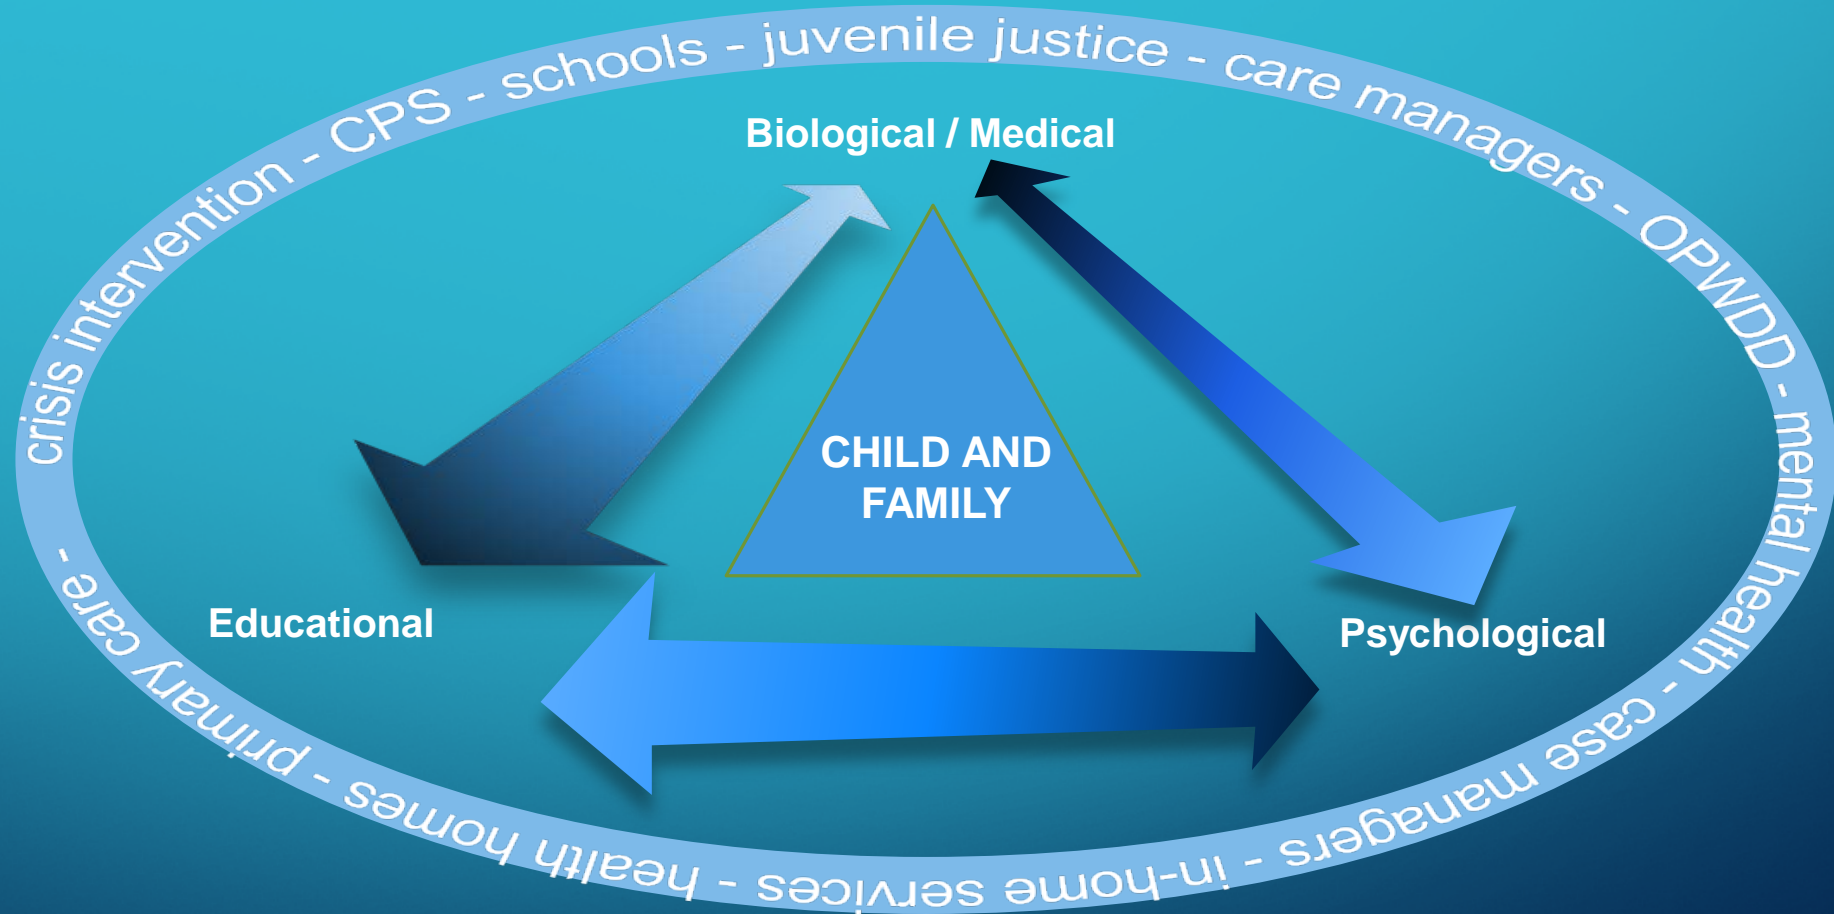 crisis intervention - CPS - schools - juvenile justice - care managers - OPWDD - mental health - case managers - in-home services - health homes - primary care -
Biological / Medical
CHILD AND
FAMILY
Educational
Psychological